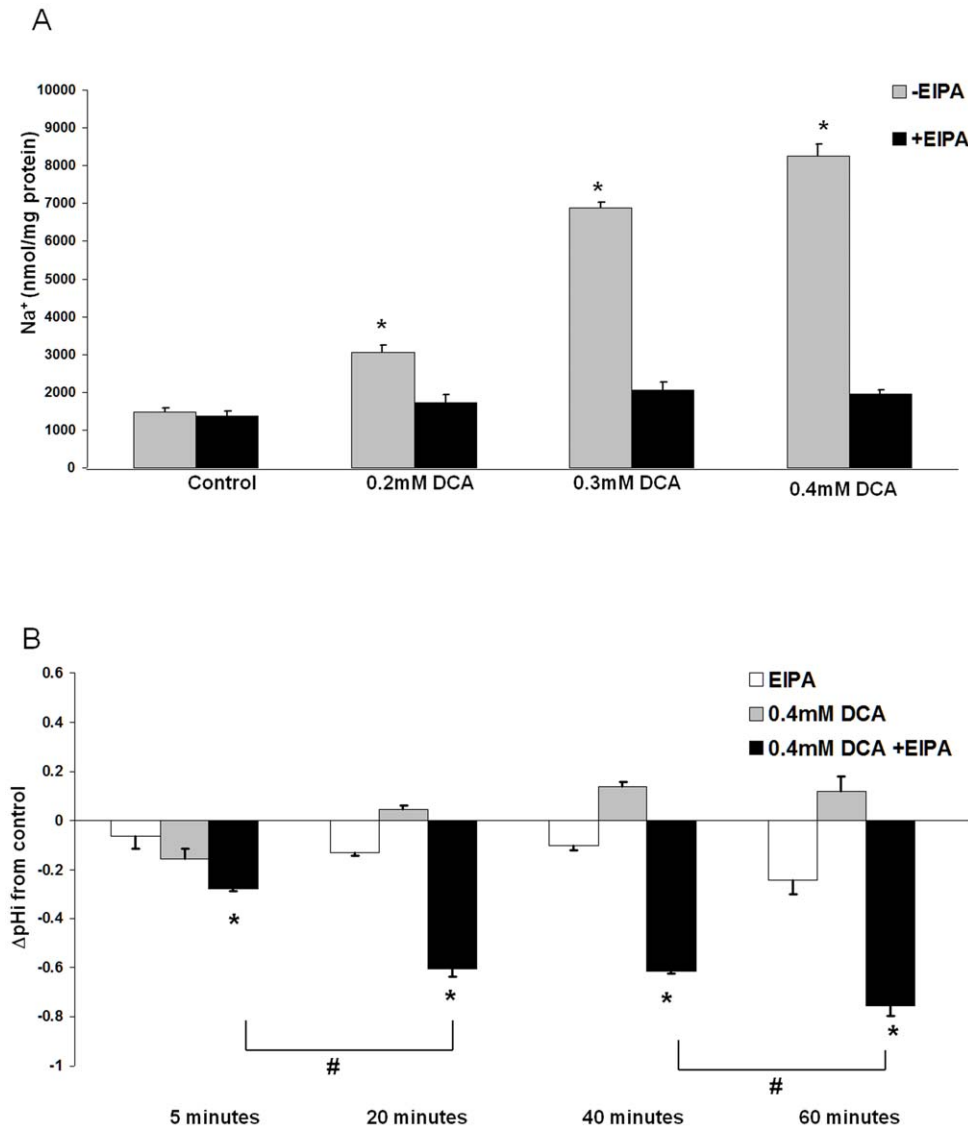 A
10000
9000
8000
7000
6000
5000
4000
3000
2000
1000
0
Na⁺ (nmol/mg protein)
-EIPA
+EIPA
*
*
*
Control
0.2mM DCA
0.3mM DCA
0.4mM DCA
B
0.6
0.4
0.2
0
-0.2
-0.4
-0.6
-0.8
-1
ΔpHi from control
EIPA
0.4mM DCA
0.4mM DCA +EIPA
*
*
*
*
#
#
5 minutes
20 minutes
40 minutes
60 minutes